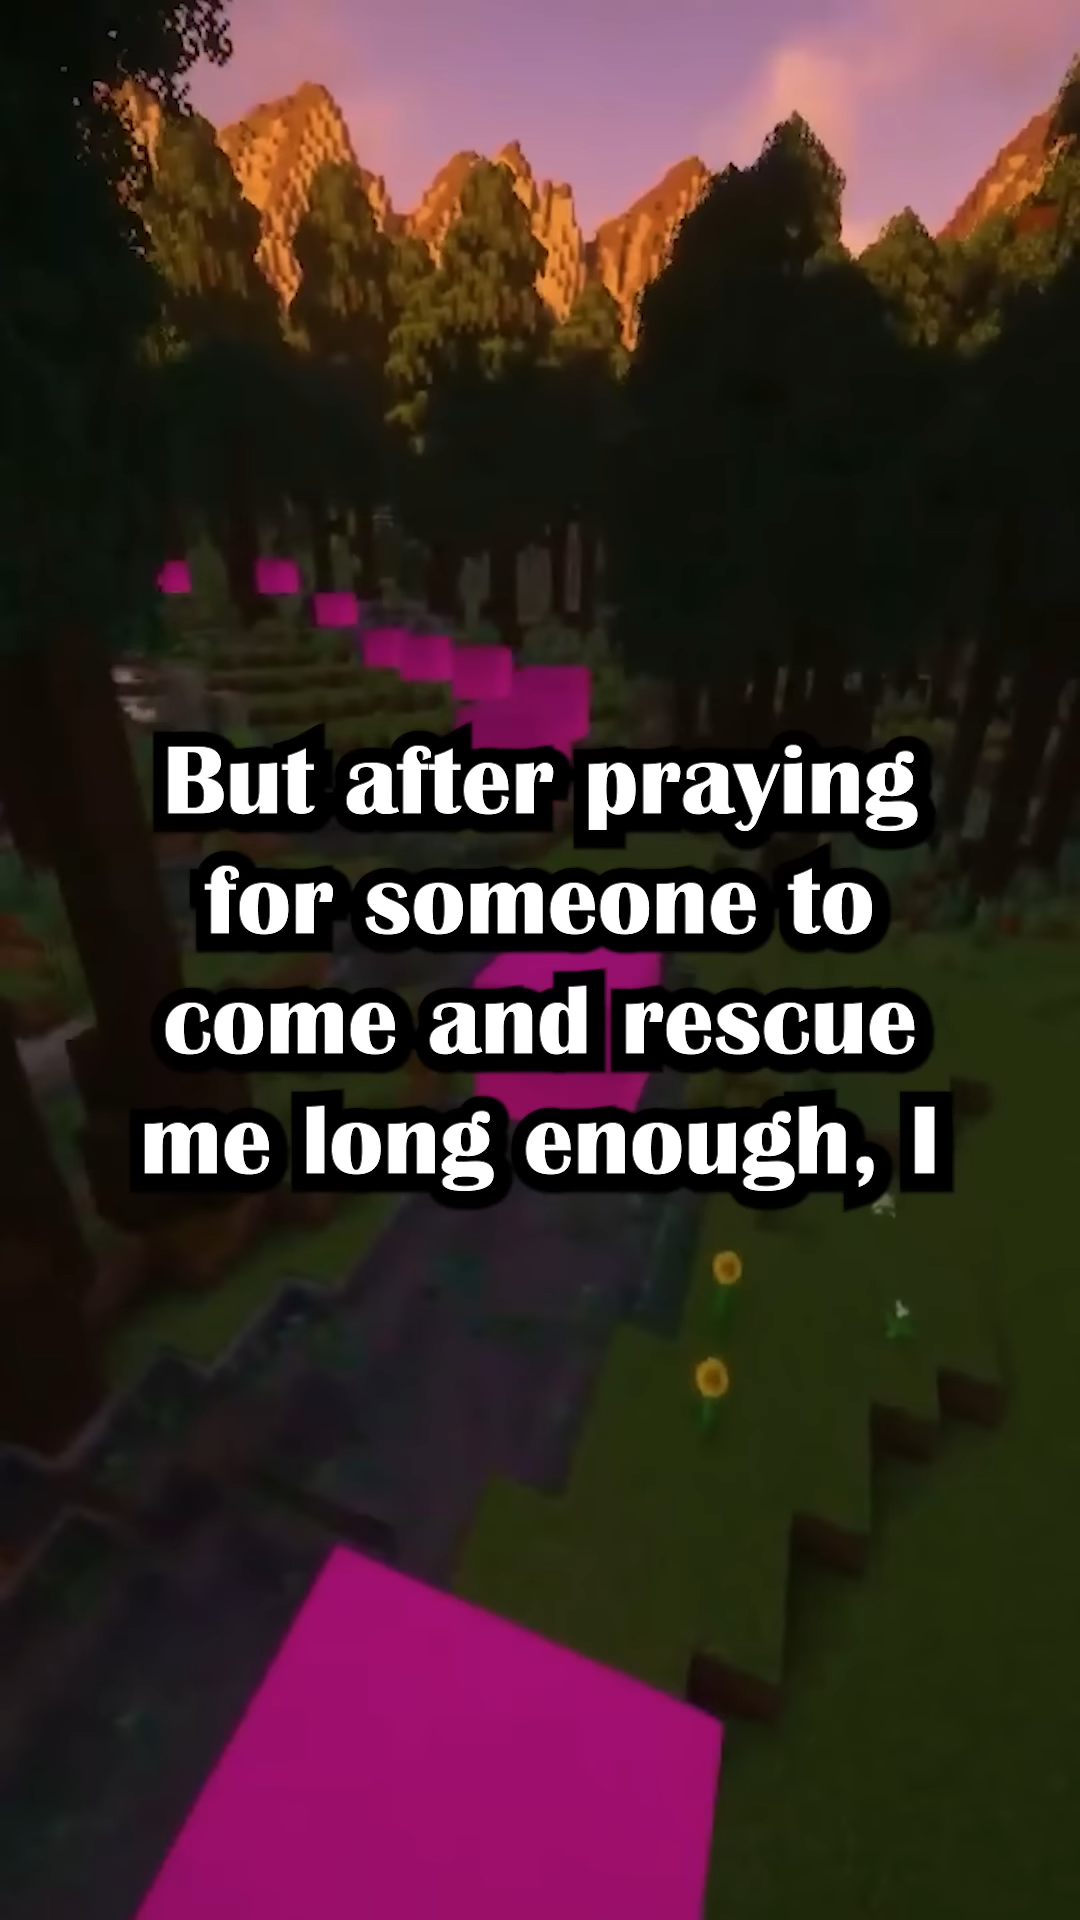 But after praying
for someone to
come and rescue
me long enough, I